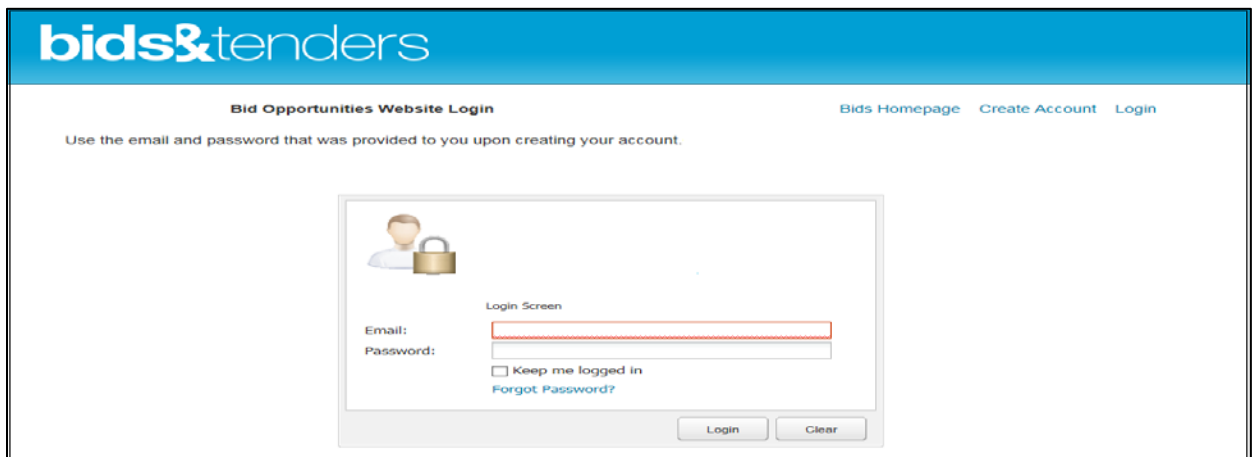 bids&tenders
Bid Opportunities Website Login
Bids Homepage Create Account Login
Use the email and password that was provided to you upon creating your account.
Login Screen
Email:
Password:
Keep me logged in
Forgot Password?
Login Clear